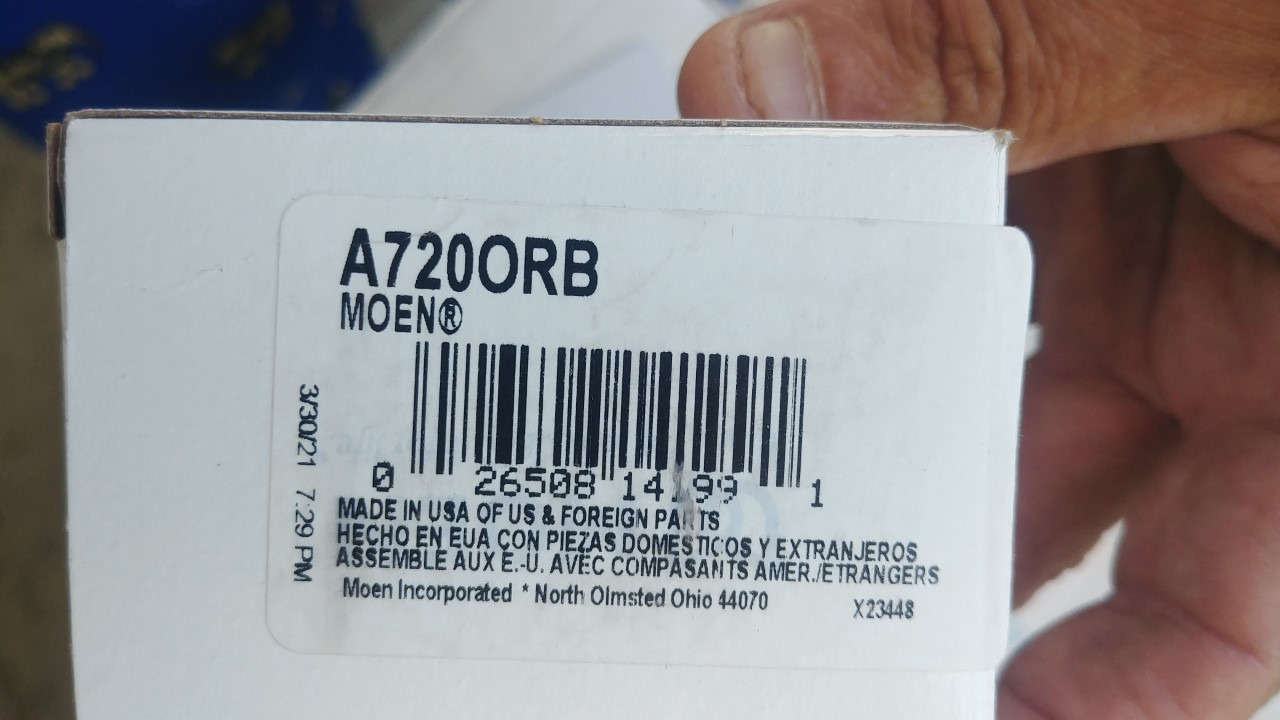 A720ORB
MOEN®
3/30/21 7:29 PM
0 26508 14 99 1
MADE IN USA OF US & FOREIGN PARTS
HECHO EN EUA CON PIEZAS DOMESTICOS Y EXTRANJEROS
ASSEMBLE AUX E.-U. AVEC COMPASANTS AMER./ETRANGERS
Moen Incorporated * North Olmsted Ohio 44070
X23448